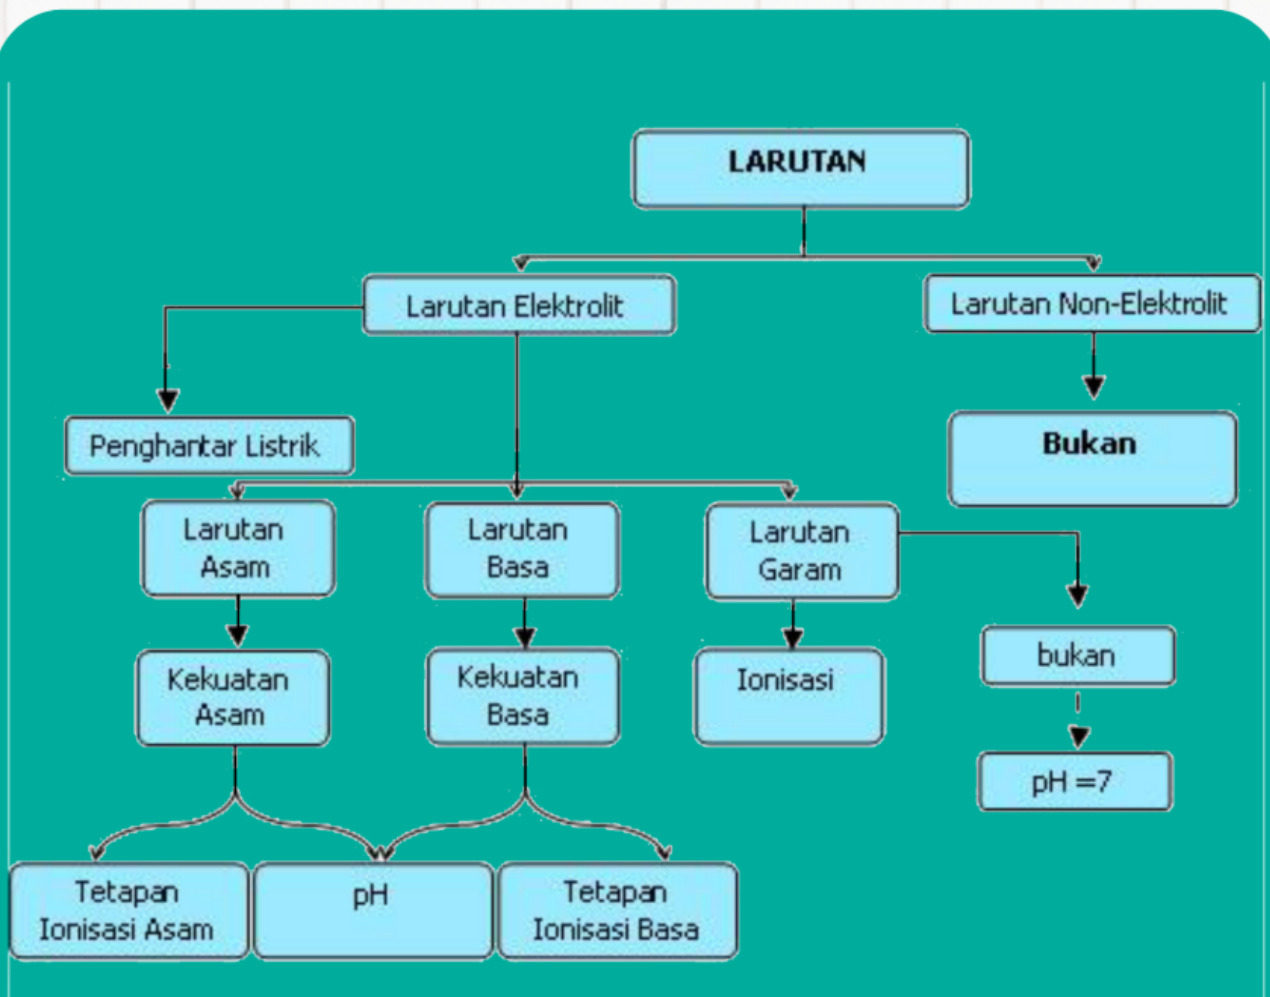 LARUTAN
Larutan Elektrolit
Larutan Non-Elektrolit
Penghantar Listrik
Bukan
Larutan
Asam
Larutan
Basa
Larutan
Garam
Kekuatan
Asam
Kekuatan
Basa
Ionisasi
bukan
pH =7
Tetapan
Ionisasi Asam
pH
Tetapan
Ionisasi Basa